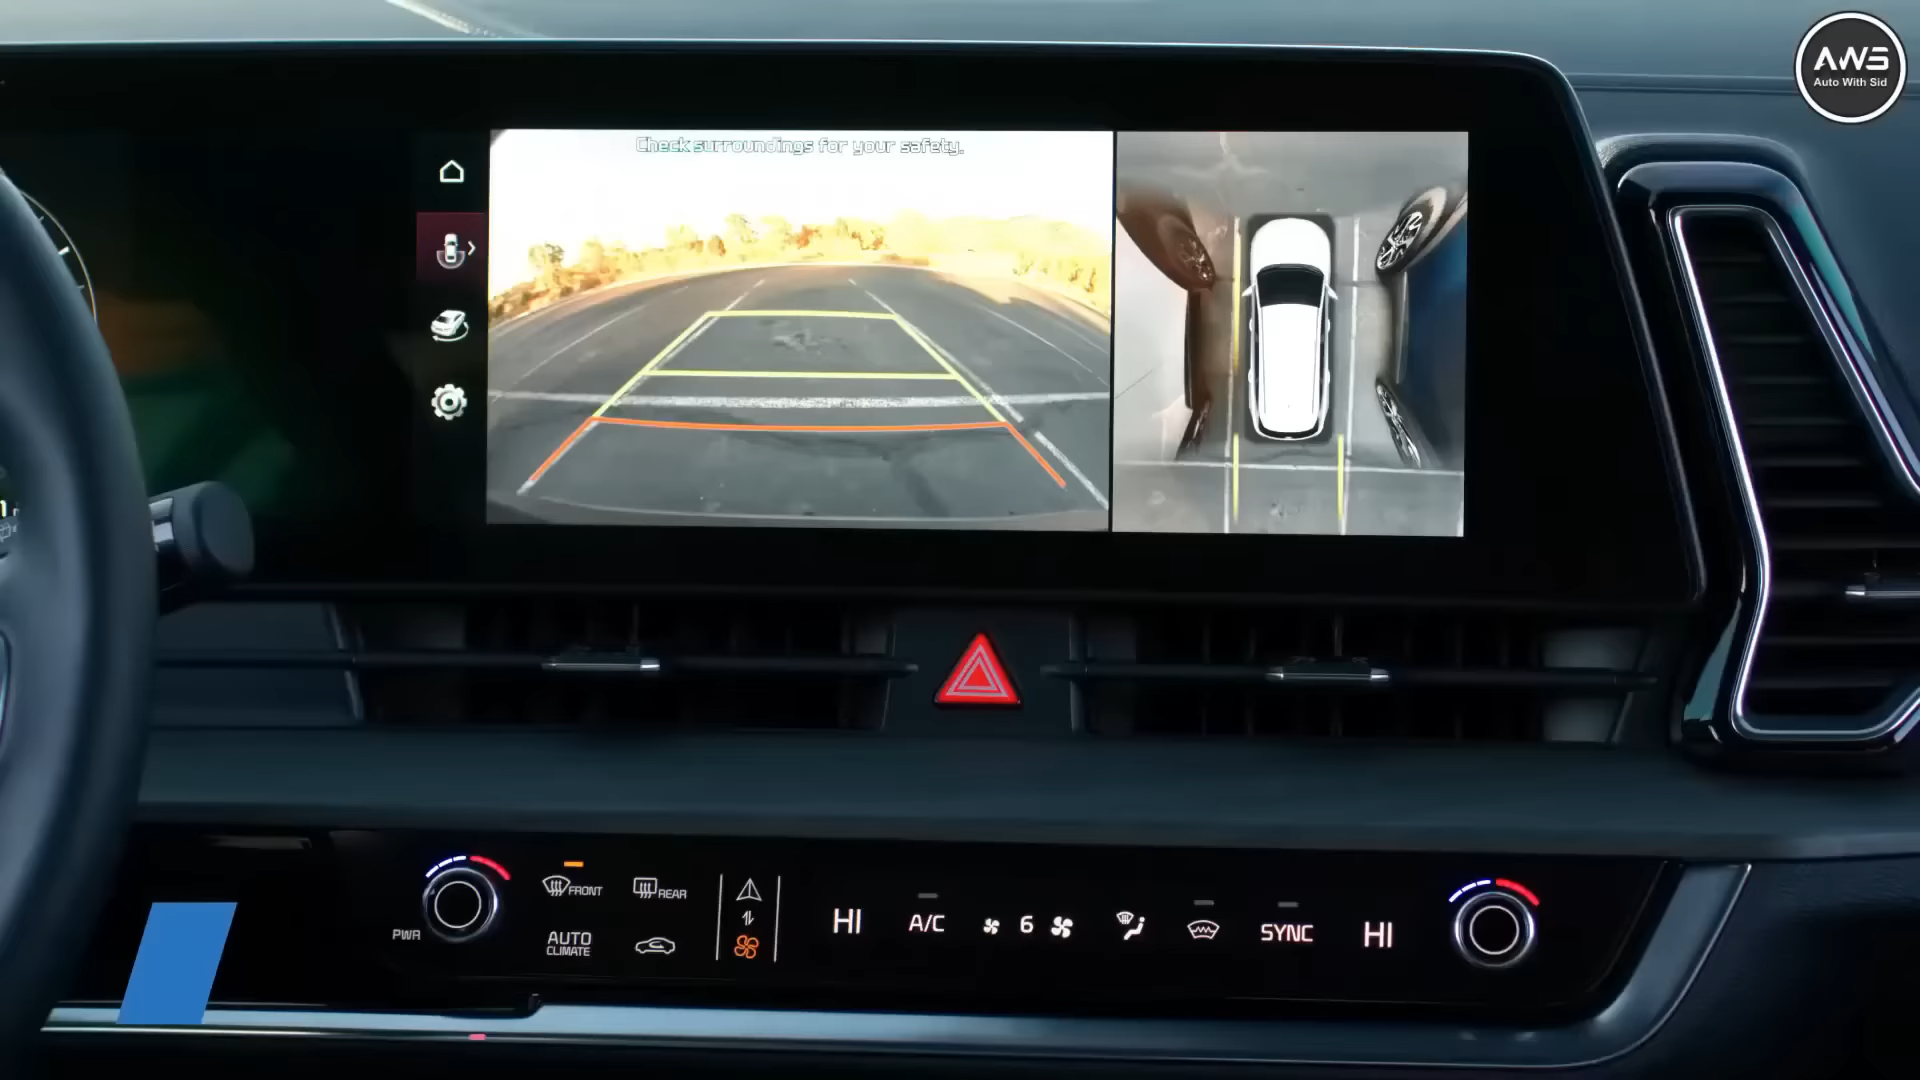 AWS
Auto With Sid
Check surroundings for your safety.
FRONT
REAR
PWR
AUTO
CLIMATE
HI
A/C
6
SYNC
HI